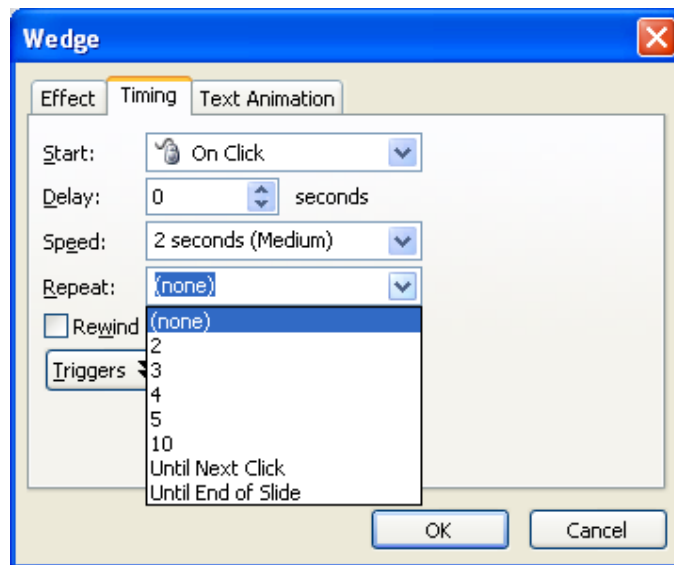 Wedge
Effect Timing Text Animation
Start: On Click
Delay: 0 seconds
Speed: 2 seconds (Medium)
Repeat: (none)
Rewind (none)
2
Triggers 3
4
5
10
Until Next Click
Until End of Slide
OK Cancel